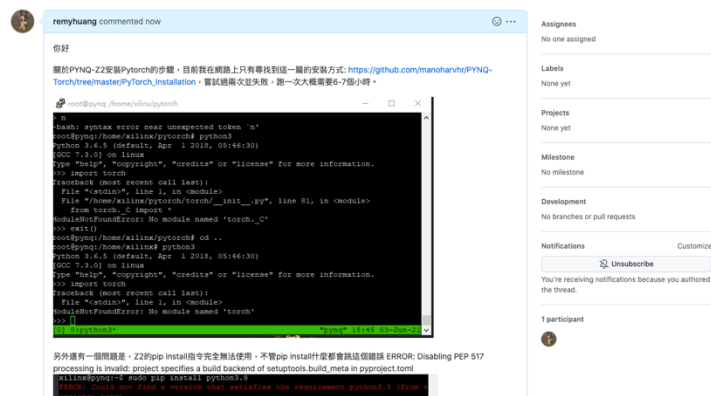 remyhuang commented now
你好
關於PYNQ-Z2安裝Pytorch的步驟，目前我在網路上只有尋找到這一篇的安裝方式: https://github.com/manoharvhr/PYNQ-
Torch/tree/master/PyTorch_Installation，嘗試過兩次並失敗，跑一次大概需要6-7個小時。
root@pynq: /home/xilinx/pytorch
> n
-bash: syntax error near unexpected token `n'
root@pynq:/home/xilinx/pytorch# python3
Python 3.6.5 (default, Apr  1 2018, 05:46:30)
[GCC 7.3.0] on linux
Type "help", "copyright", "credits" or "license" for more information.
>>> import torch
Traceback (most recent call last):
  File "<stdin>", line 1, in <module>
  File "/home/xilinx/pytorch/torch/__init__.py", line 81, in <module>
    from torch._C import *
ModuleNotFoundError: No module named 'torch._C'
>>> exit()
root@pynq:/home/xilinx/pytorch# cd ..
root@pynq:/home/xilinx# python3
Python 3.6.5 (default, Apr  1 2018, 05:46:30)
[GCC 7.3.0] on linux
Type "help", "copyright", "credits" or "license" for more information.
>>> import torch
Traceback (most recent call last):
  File "<stdin>", line 1, in <module>
ModuleNotFoundError: No module named 'torch'
>>>
[0] 0:python3* "pynq" 18:45 03-Jun-21
另外還有一個問題是，Z2的pip install指令完全無法使用，不管pip install什麼都會跳這個錯誤 ERROR: Disabling PEP 517
processing is invalid: project specifies a build backend of setuptools.build_meta in pyproject.toml
xilinx@pynq:~$ sudo pip install python3.8
ERROR: Could not find a version that satisfies the requirement python3.8 (from
Assignees
No one assigned
Labels
None yet
Projects
None yet
Milestone
No milestone
Development
No branches or pull requests
Notifications
Customize
Unsubscribe
You're receiving notifications because you authored
the thread.
1 participant